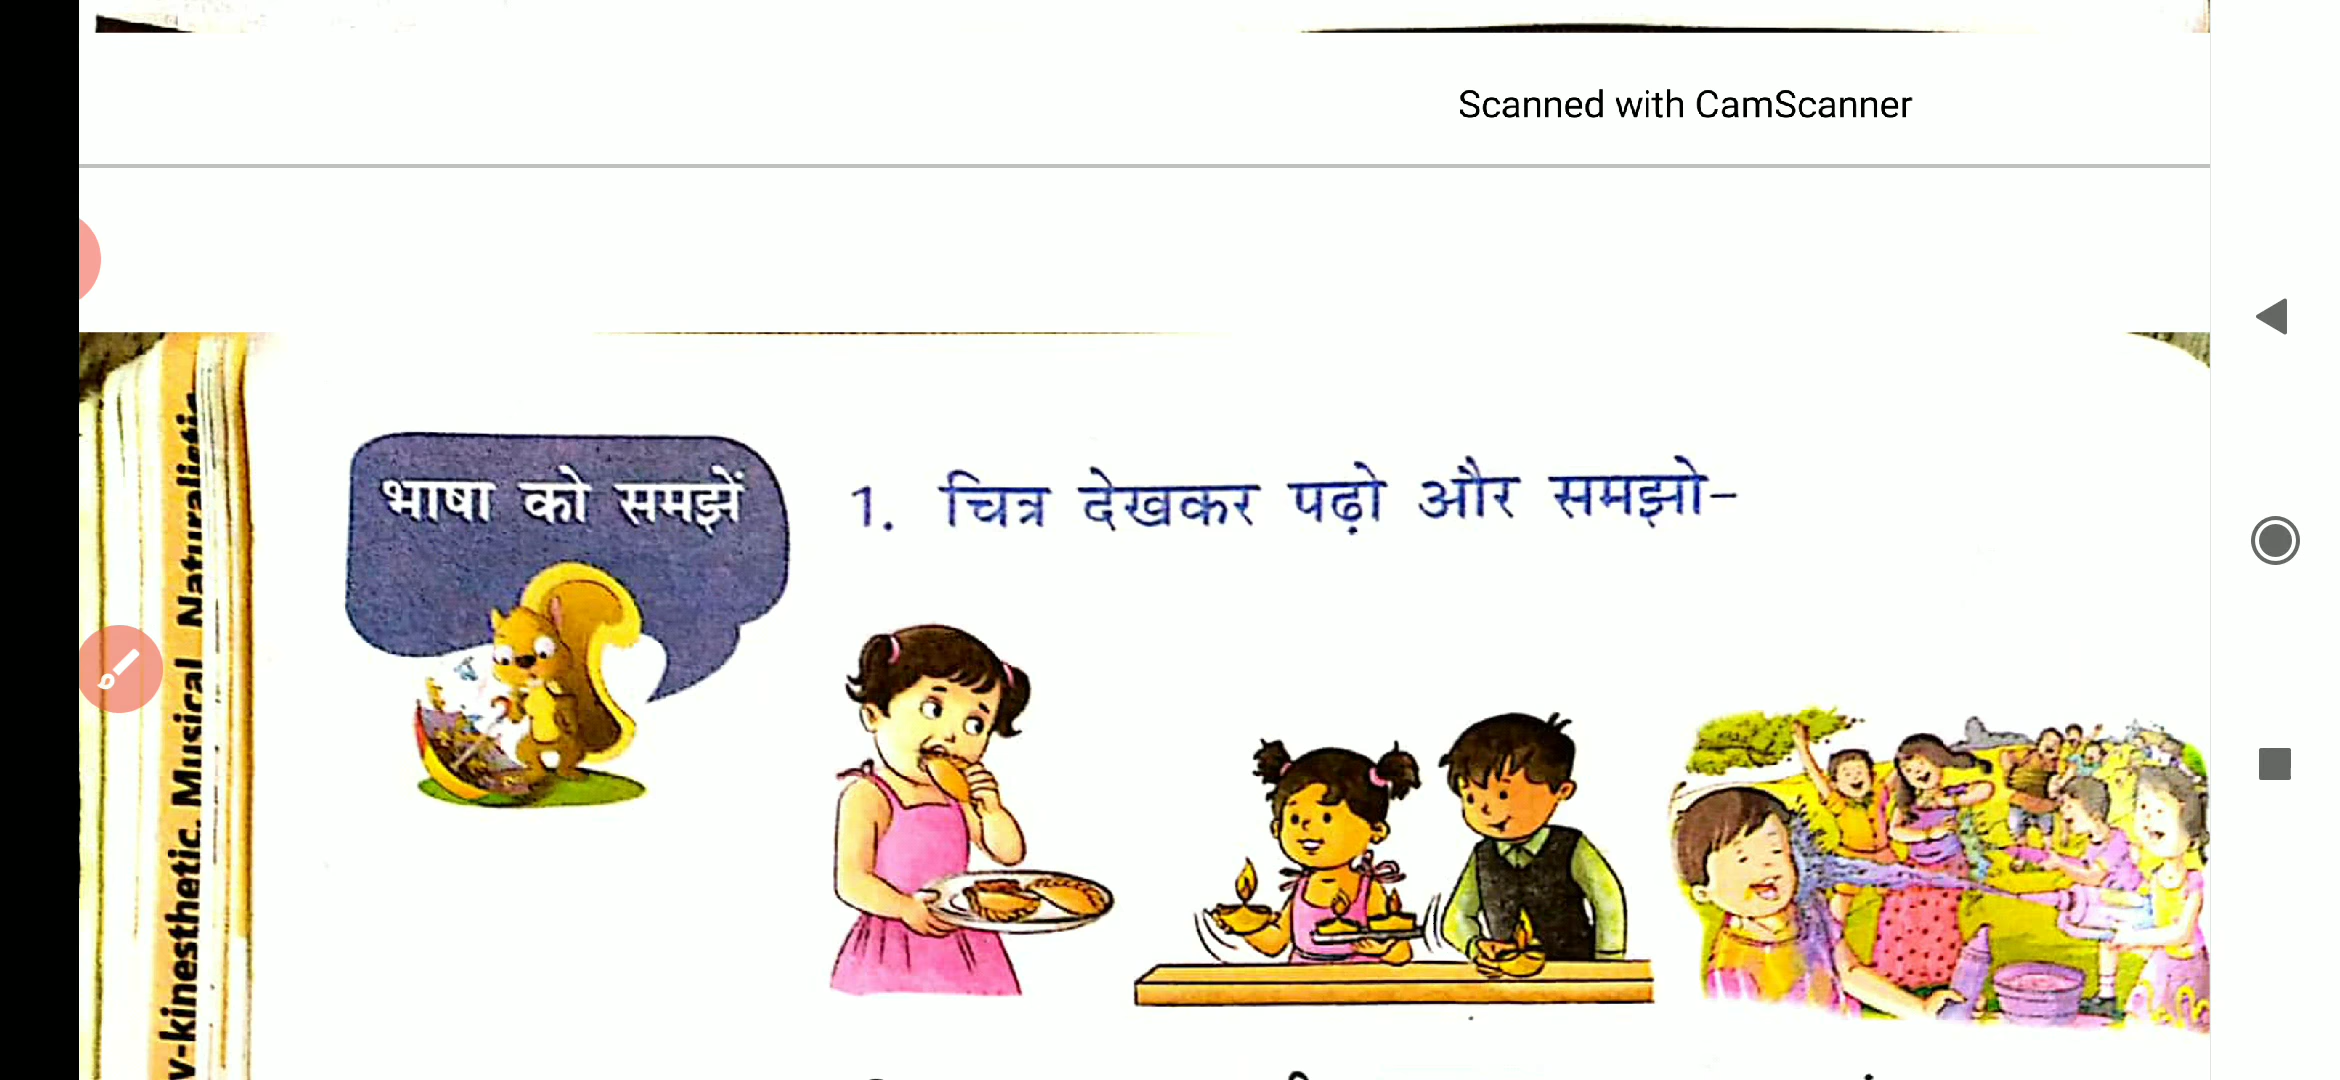 Scanned with CamScanner
भाषा को समझें
1. चित्र देखकर पढ़ो और समझो-
y-kinesthetic, Musical, Naturalistic